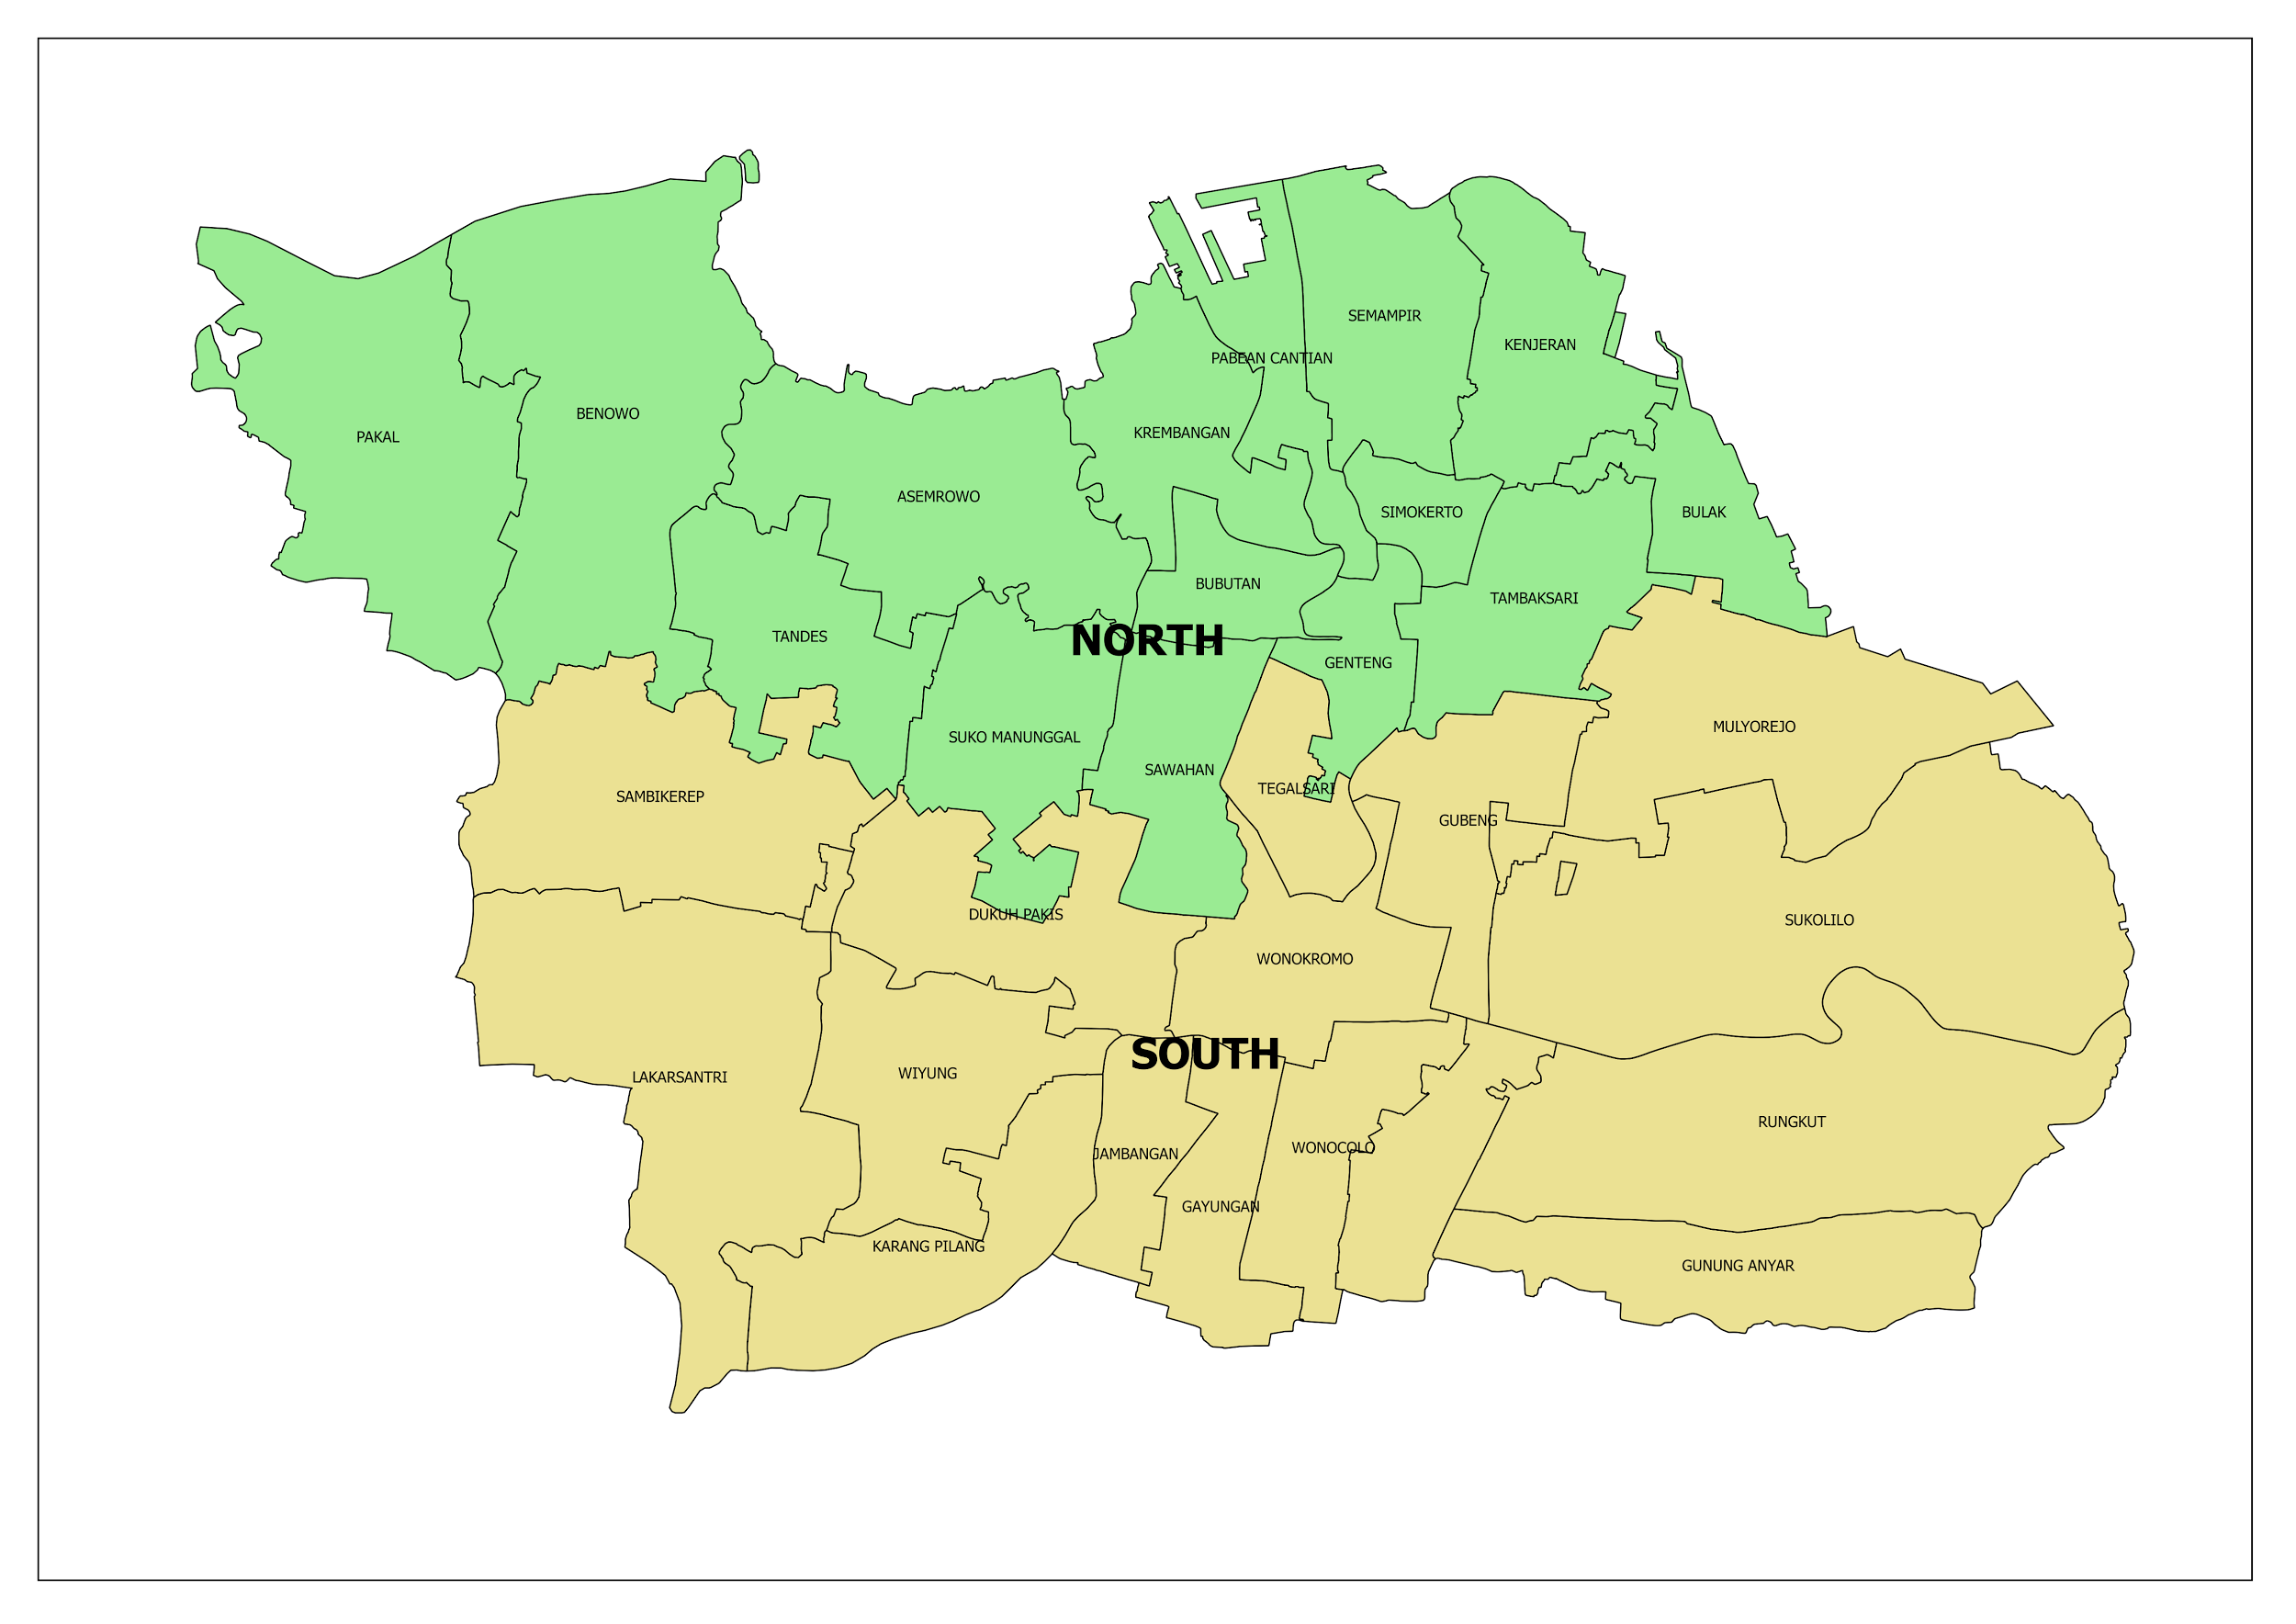 SEMAMPIR
KENJERAN
PABEAN CANTIAN
BENOWO
KREMBANGAN
PAKAL
ASEMROWO
SIMOKERTO
BULAK
BUBUTAN
TAMBAKSARI
TANDES
NORTH
GENTENG
MULYOREJO
SUKO MANUNGGAL
SAWAHAN
TEGALSARI
SAMBIKEREP
GUBENG
DUKUH PAKIS
SUKOLILO
WONOKROMO
SOUTH
WIYUNG
LAKARSANTRI
RUNGKUT
WONOCOLO
JAMBANGAN
GAYUNGAN
KARANG PILANG
GUNUNG ANYAR